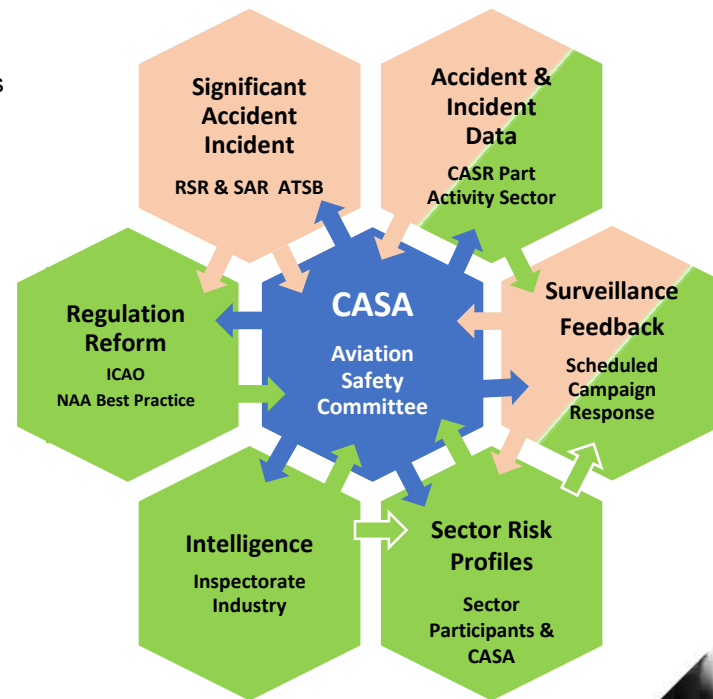 s
Significant
Accident
Incident
RSR & SAR ATSB
Accident &
Incident
Data
CASR Part
Activity Sector
Regulation
Reform
ICAO
NAA Best Practice
CASA
Aviation
Safety
Committee
Surveillance
Feedback
Scheduled
Campaign
Response
Intelligence
Inspectorate
Industry
Sector Risk
Profiles
Sector
Participants &
CASA